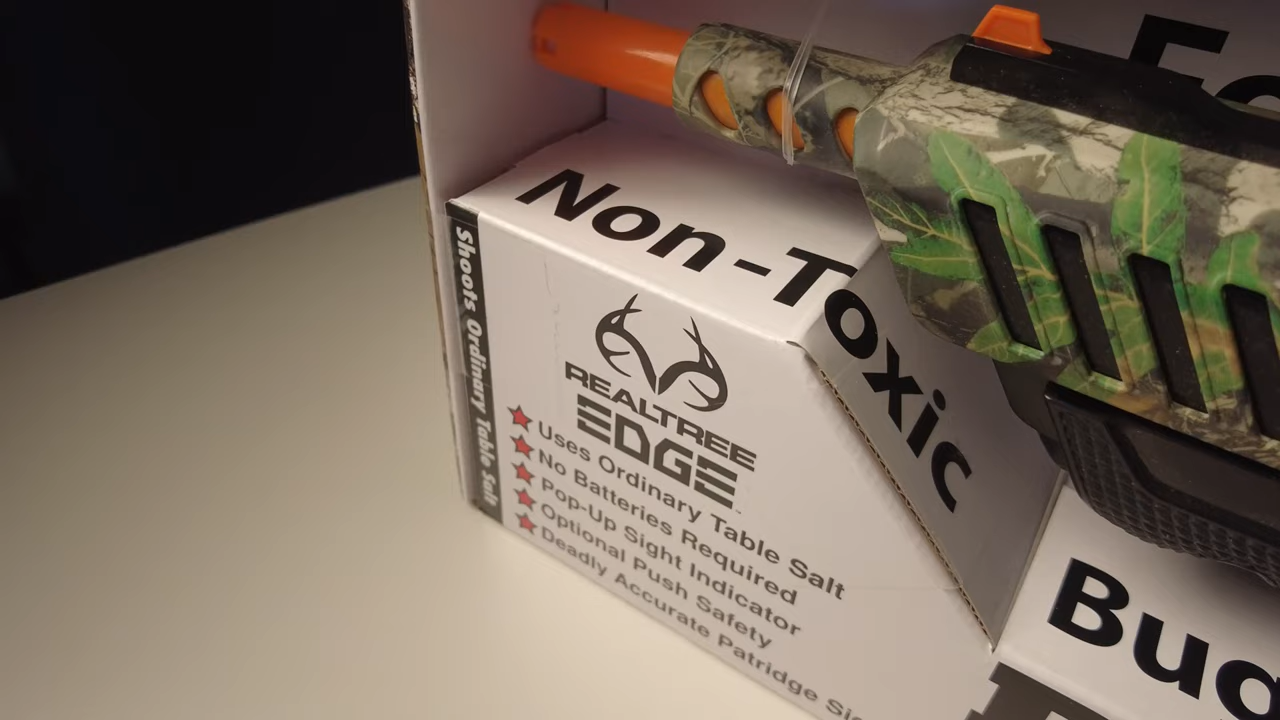 Non-Toxic
Shoots Ordinary Table Salt
REALTREE
EDGE
Uses Ordinary Table Salt
No Batteries Required
Pop-Up Sight Indicator
Optional Push Safety
Deadly Accurate Patridge